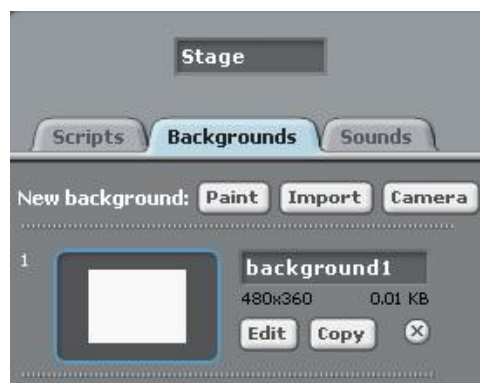 Stage
Scripts Backgrounds Sounds
New background: Paint Import Camera
1
background1
480x360 0.01 KB
Edit Copy